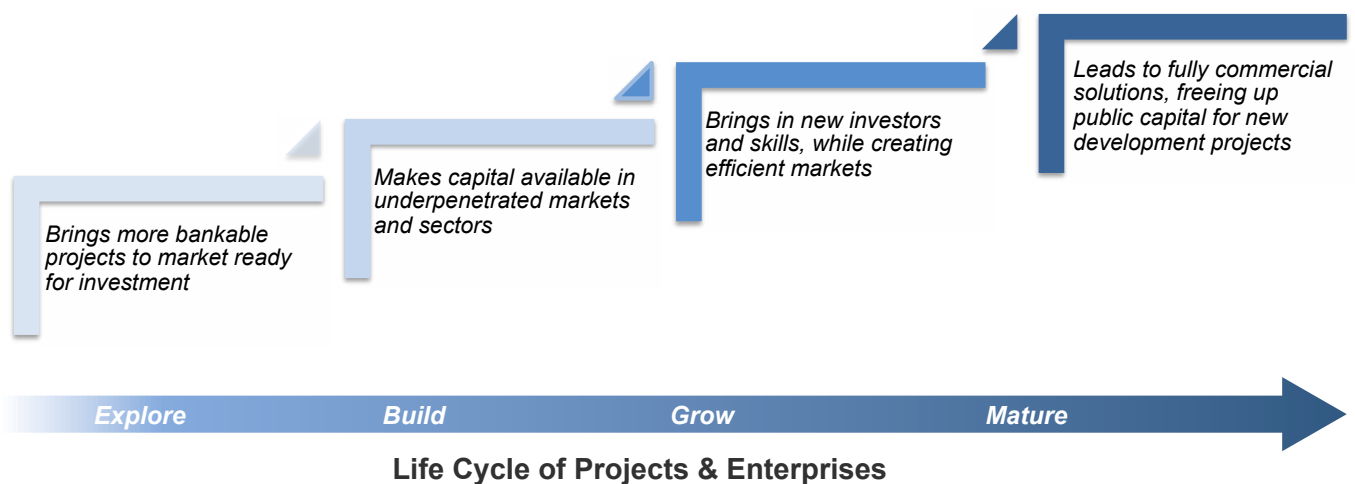 Brings more bankable
projects to market ready
for investment
Makes capital available in
underpenetrated markets
and sectors
Brings in new investors
and skills, while creating
efficient markets
Leads to fully commercial
solutions, freeing up
public capital for new
development projects
Explore Build Grow Mature
Life Cycle of Projects & Enterprises